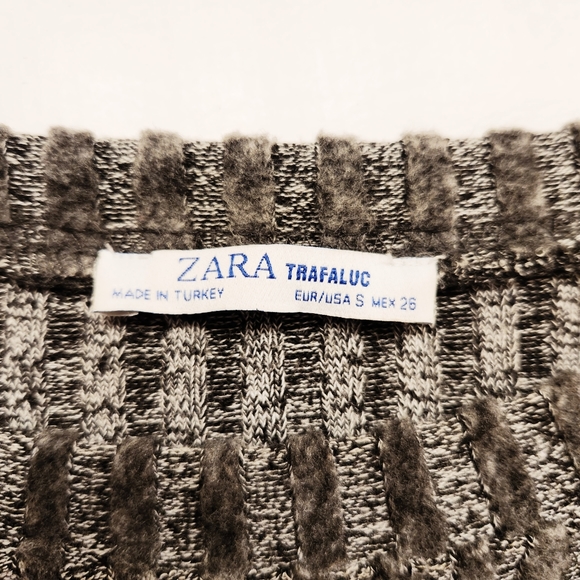 ZARA TRAFALUC
MADE IN TURKEY EUR/USA S MEX 26